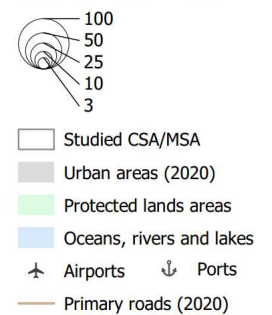 100
50
25
10
3
Studied CSA/MSA
Urban areas (2020)
Protected lands areas
Oceans, rivers and lakes
Airports Ports
Primary roads (2020)